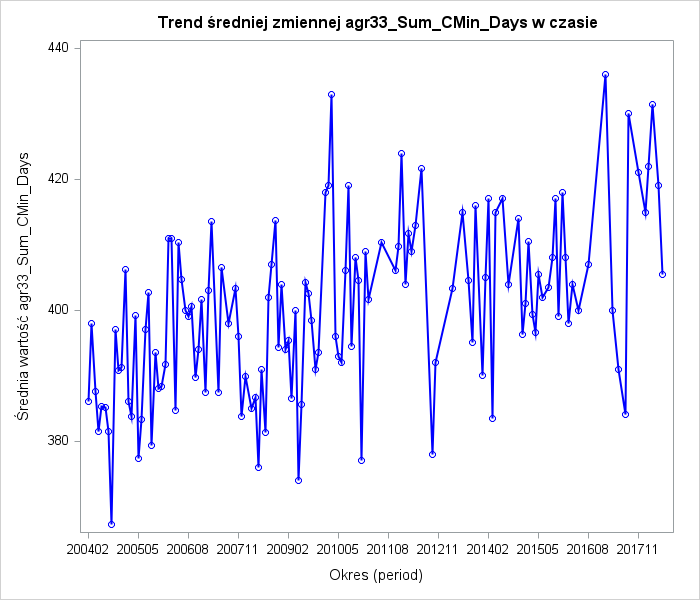 Trend średniej zmiennej agr33_Sum_CMin_Days w czasie
Średnia wartość agr33_Sum_CMin_Days
440
420
400
380
200402 200505 200608 200711 200902 201005 201108 201211 201402 201505 201608 201711
Okres (period)